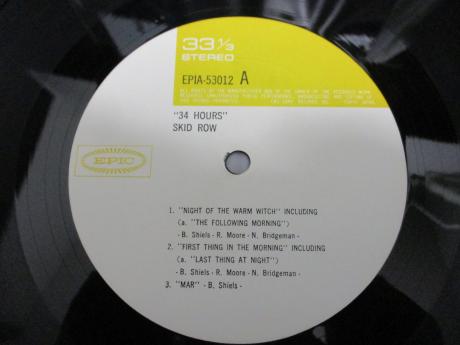 33 1/3
STEREO
EPIA-53012 A
"34 HOURS"
SKID ROW
EPIC
1. "NIGHT OF THE WARM WITCH" INCLUDING
(a. "THE FOLLOWING MORNING")
- B. Shiels - R. Moore - N. Bridgeman -
2. "FIRST THING IN THE MORNING" INCLUDING
(a. "LAST THING AT NIGHT")
- B. Shiels - R. Moore - N. Bridgeman -
3. "MAR" - B. Shiels -